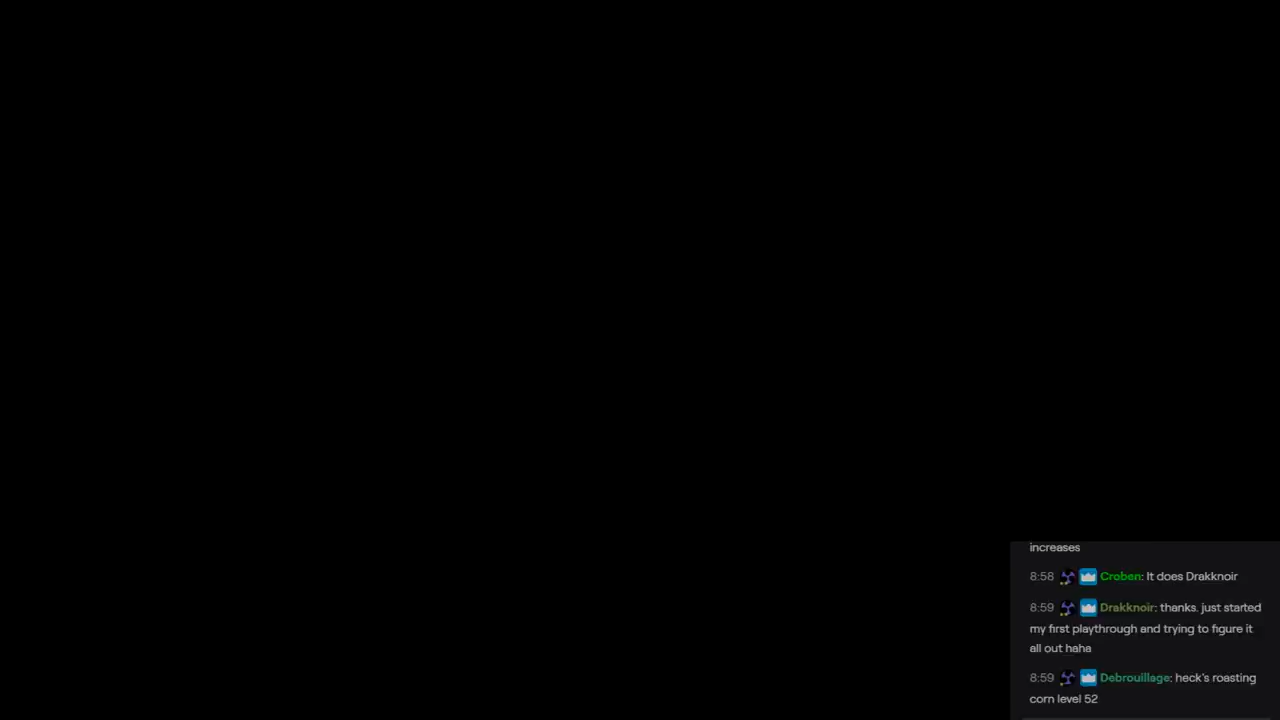 increases
8:58 Croben: It does Drakknoir
8:59 Drakknoir: thanks. just started
my first playthrough and trying to figure it
all out haha
8:59 Debrouillage: heck's roasting
corn level 52